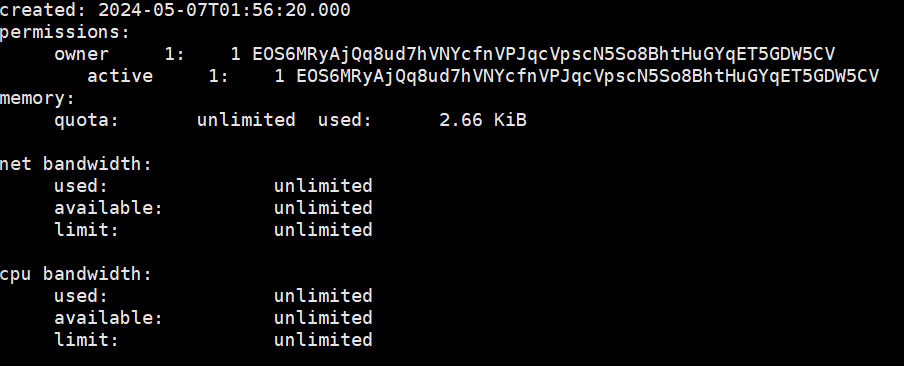 created: 2024-05-07T01:56:20.000
permissions:
     owner     1:    1 EOS6MRyAjQq8ud7hVNYcfnVPJqcVpscN5So8BhtHuGYqET5GDW5CV
        active     1:    1 EOS6MRyAjQq8ud7hVNYcfnVPJqcVpscN5So8BhtHuGYqET5GDW5CV
memory:
     quota:       unlimited  used:      2.66 KiB

net bandwidth:
     used:               unlimited
     available:          unlimited
     limit:              unlimited

cpu bandwidth:
     used:               unlimited
     available:          unlimited
     limit:              unlimited